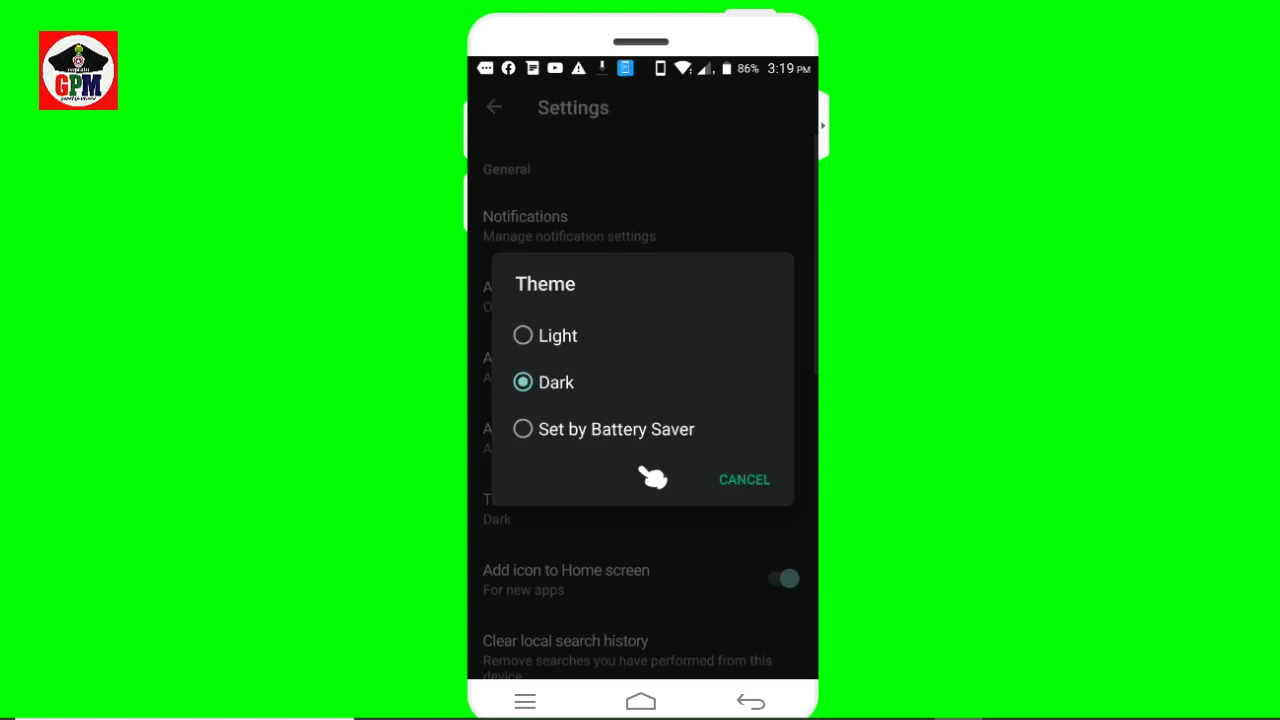 GPM
86% 3:19 PM
Settings
General
Notifications
Manage notification settings
A
O
Theme
Light
A
A
Dark
A
A
Set by Battery Saver
CANCEL
T
Dark
Add icon to Home screen
For new apps
Clear local search history
Remove searches you have performed from this
device